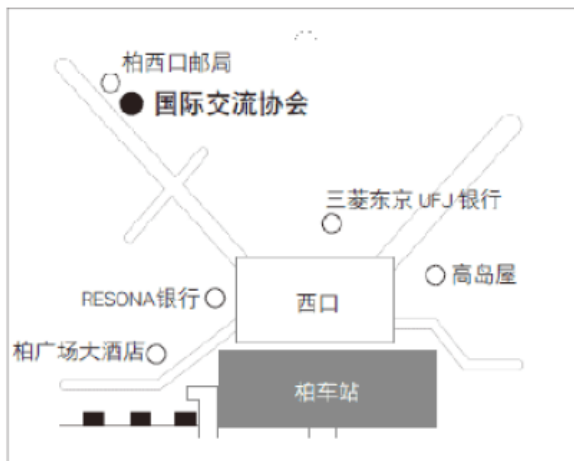 柏西口邮局
国际交流协会
三菱东京 UFJ 银行
高岛屋
RESONA银行
西口
柏广场大酒店
柏车站